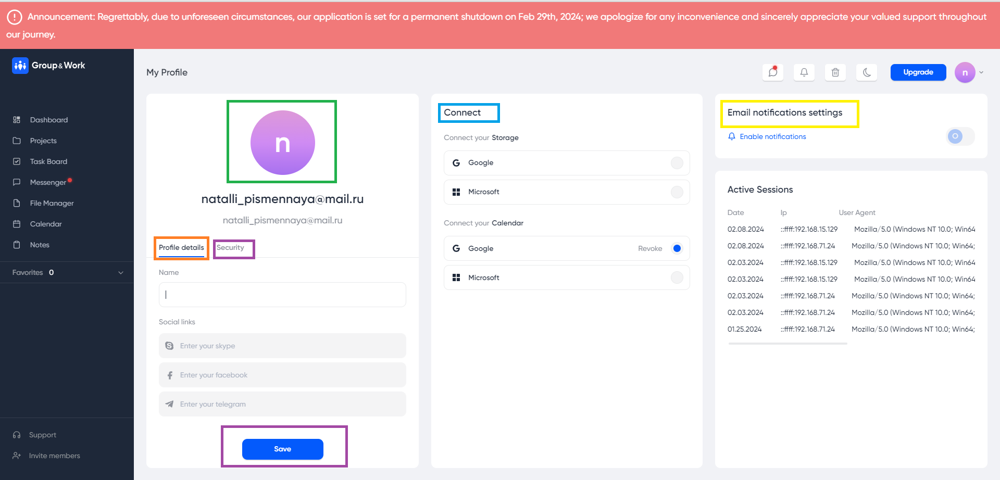 Announcement: Regrettably, due to unforeseen circumstances, our application is set for a permanent shutdown on Feb 29th, 2024; we apologize for any inconvenience and sincerely appreciate your valued support throughout
our journey.
Group&Work
Dashboard
Projects
Task Board
Messenger
File Manager
Calendar
Notes
Favorites 0
Support
Invite members
My Profile
Upgrade
n
n
natalli_pismennaya@mail.ru
natalli_pismennaya@mail.ru
Profile details Security
Name
Social links
Enter your skype
Enter your facebook
Enter your telegram
Save
Connect
Connect your Storage
Google
Microsoft
Connect your Calendar
Google Revoke
Microsoft
Email notifications settings
Enable notifications
Active Sessions
Date Ip User Agent
02.08.2024 ::ffff:192.168.15.129 Mozilla/5.0 (Windows NT 10.0; Win64
02.08.2024 ::ffff:192.168.71.24 Mozilla/5.0 (Windows NT 10.0; Win64;
02.03.2024 ::ffff:192.168.15.129 Mozilla/5.0 (Windows NT 10.0; Win64
02.03.2024 ::ffff:192.168.15.129 Mozilla/5.0 (Windows NT 10.0; Win64
02.03.2024 ::ffff:192.168.71.24 Mozilla/5.0 (Windows NT 10.0; Win64;
02.03.2024 ::ffff:192.168.71.24 Mozilla/5.0 (Windows NT 10.0; Win64;
01.25.2024 ::ffff:192.168.71.24 Mozilla/5.0 (Windows NT 10.0; Win64;